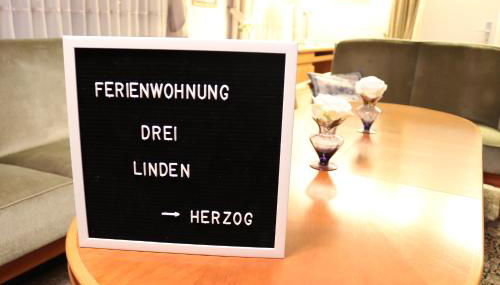 FERIENWOHNUNG
DREI
LINDEN
→ HERZOG